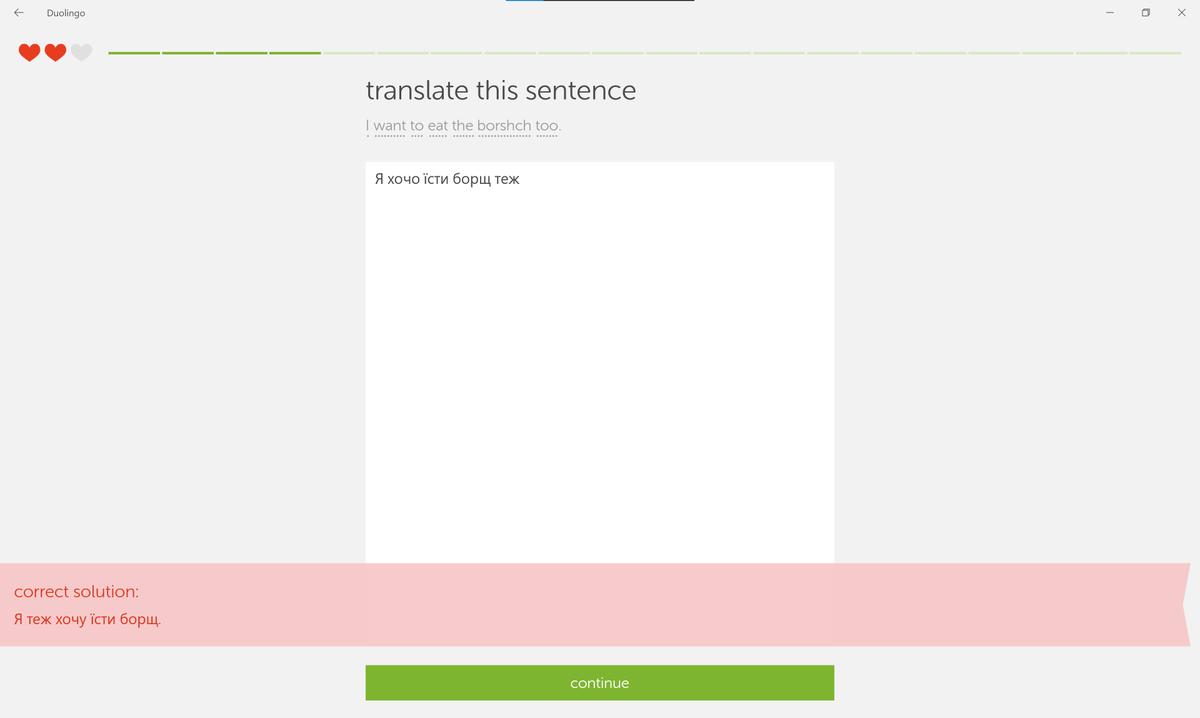 Duolingo
translate this sentence
I want to eat the borshch too.
Я хочо їсти борщ теж
correct solution:
Я теж хочу їсти борщ.
continue